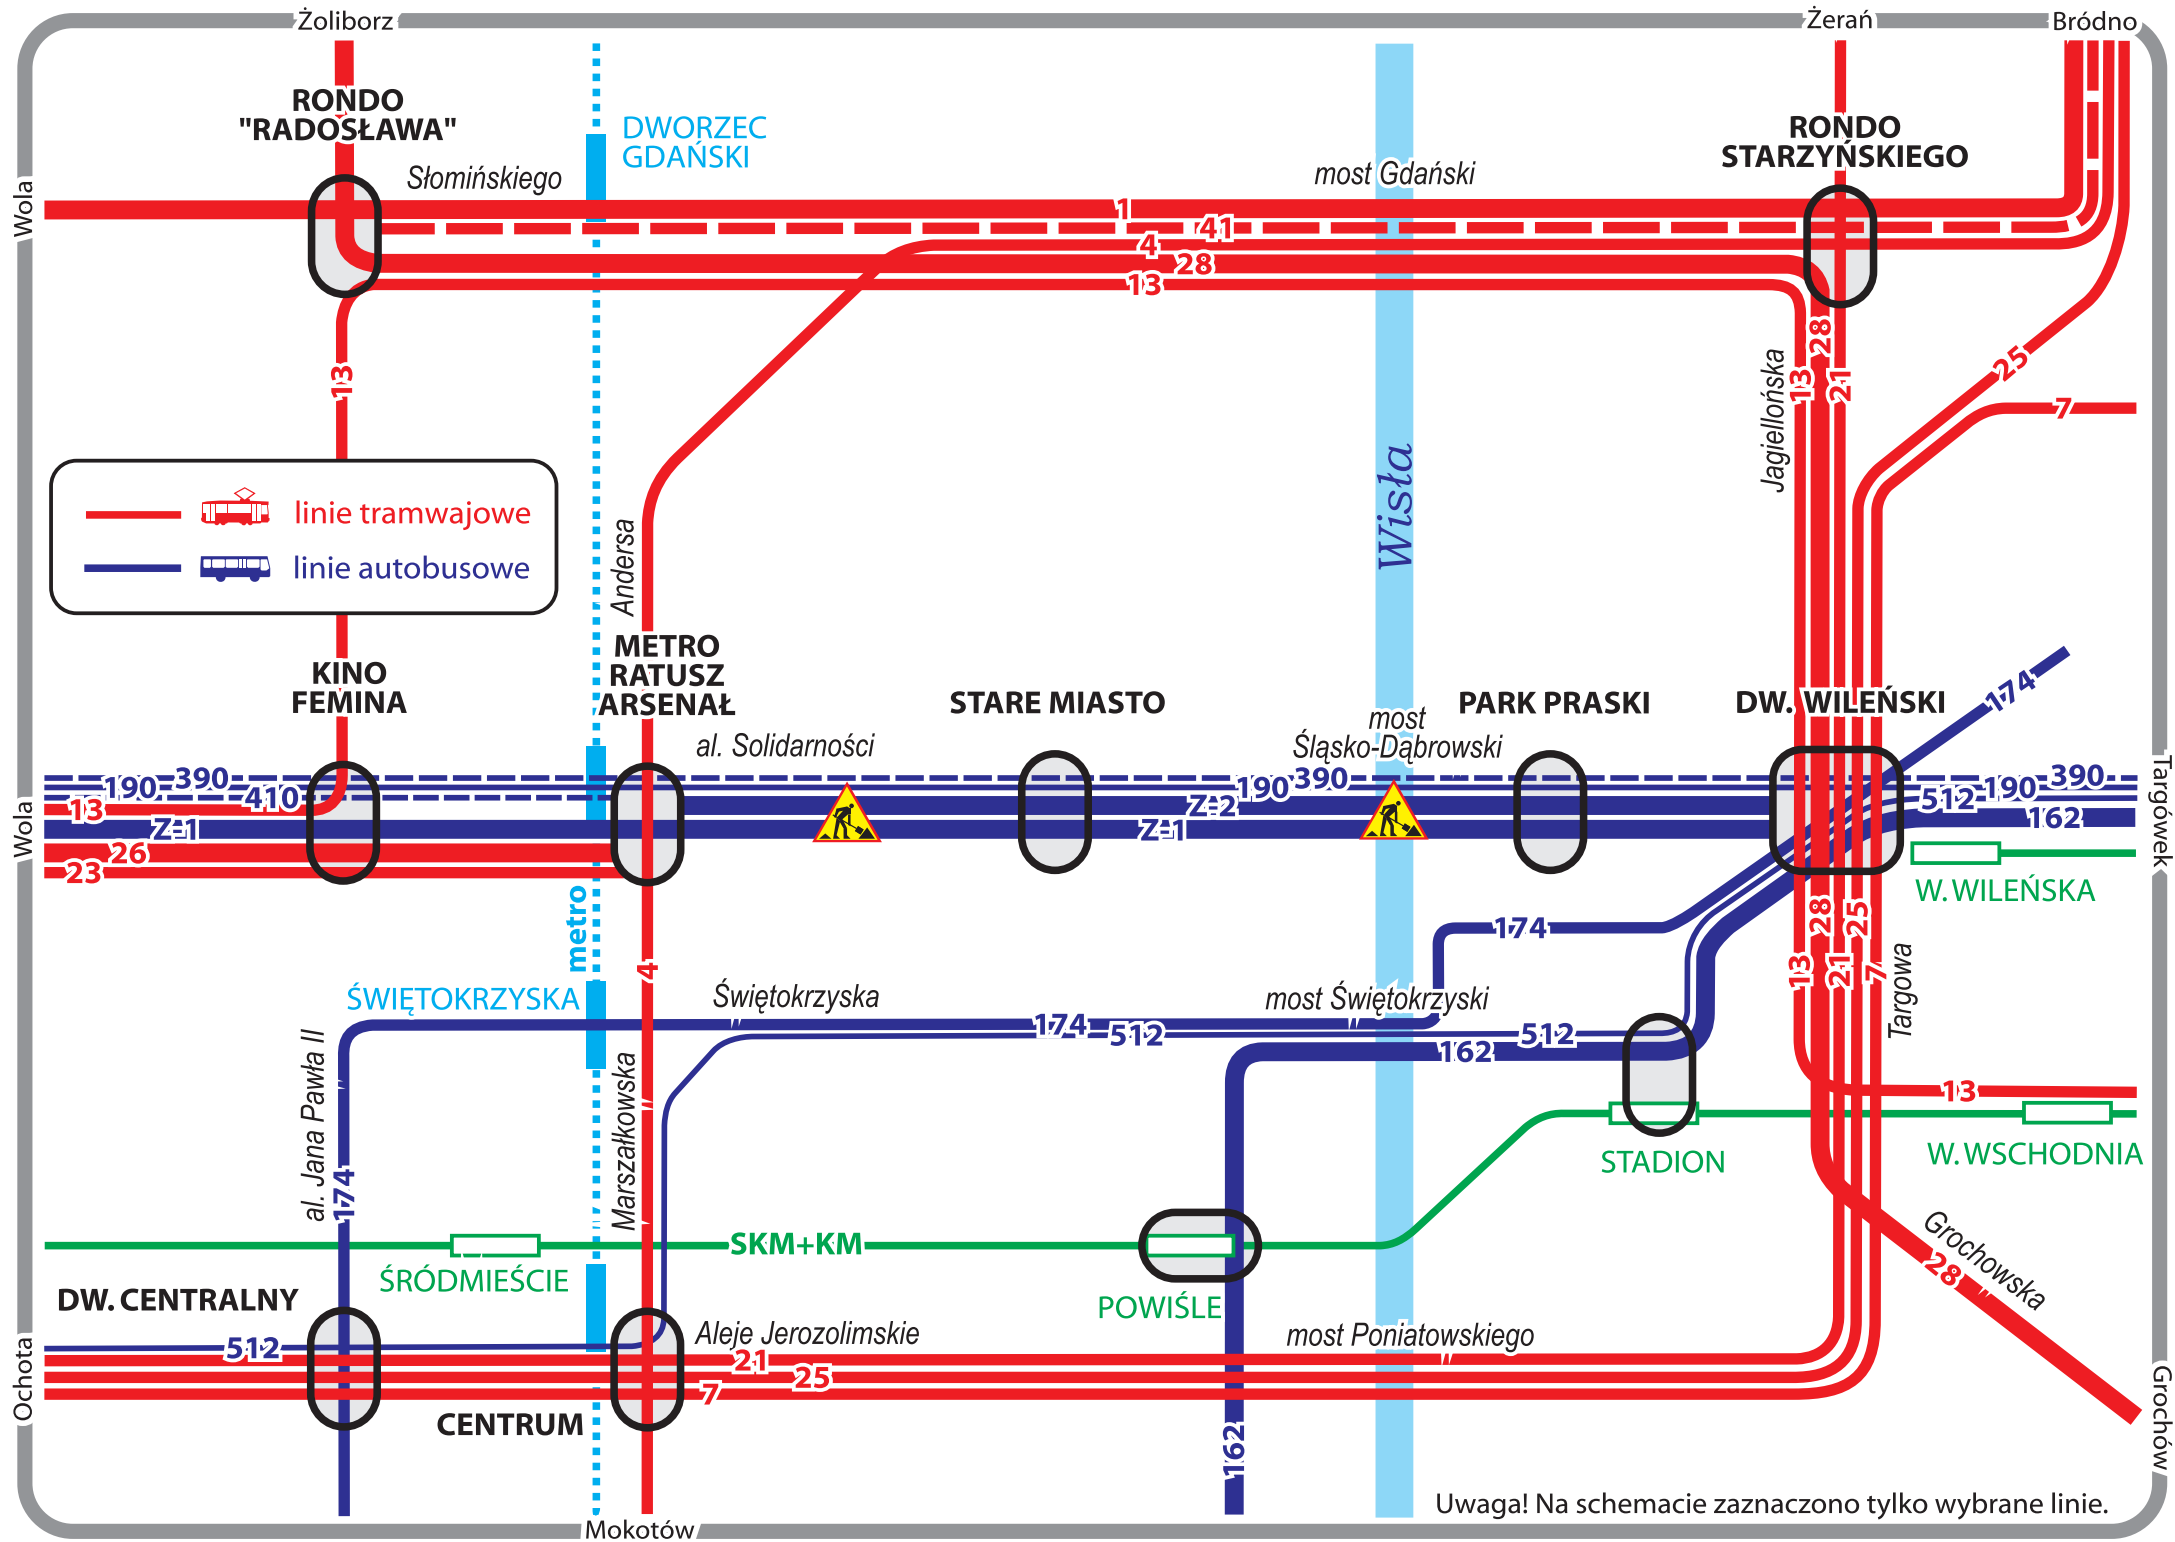 Żoliborz
Żerań
Bródno
RONDO
"RADOSŁAWA"
DWORZEC
GDAŃSKI
RONDO
STARZYŃSKIEGO
Słomińskiego
most Gdański
Wola
1
41
4
28
13
28
13
21
25
7
13
Jagiellońska
Wisła
linie tramwajowe
linie autobusowe
Andersa
METRO
RATUSZ
ARSENAŁ
KINO
FEMINA
STARE MIASTO
PARK PRASKI
DW. WILEŃSKI
174
al. Solidarności
most
Śląsko-Dąbrowski
190
390
410
13
Z-1
26
23
190
390
Z-2
Z-1
512
190
390
162
Wola
Targówek
W. WILEŃSKA
metro
4
174
28
25
13
21
7
Targowa
ŚWIĘTOKRZYSKA
Świętokrzyska
most Świętokrzyski
174
512
512
162
al. Jana Pawła II
174
Marszałkowska
13
STADION
W. WSCHODNIA
SKM+KM
ŚRÓDMIEŚCIE
POWIŚLE
Grochowska
28
DW. CENTRALNY
512
Aleje Jerozolimskie
most Poniatowskiego
21
25
7
CENTRUM
162
Ochota
Grochów
Uwaga! Na schemacie zaznaczono tylko wybrane linie.
Mokotów